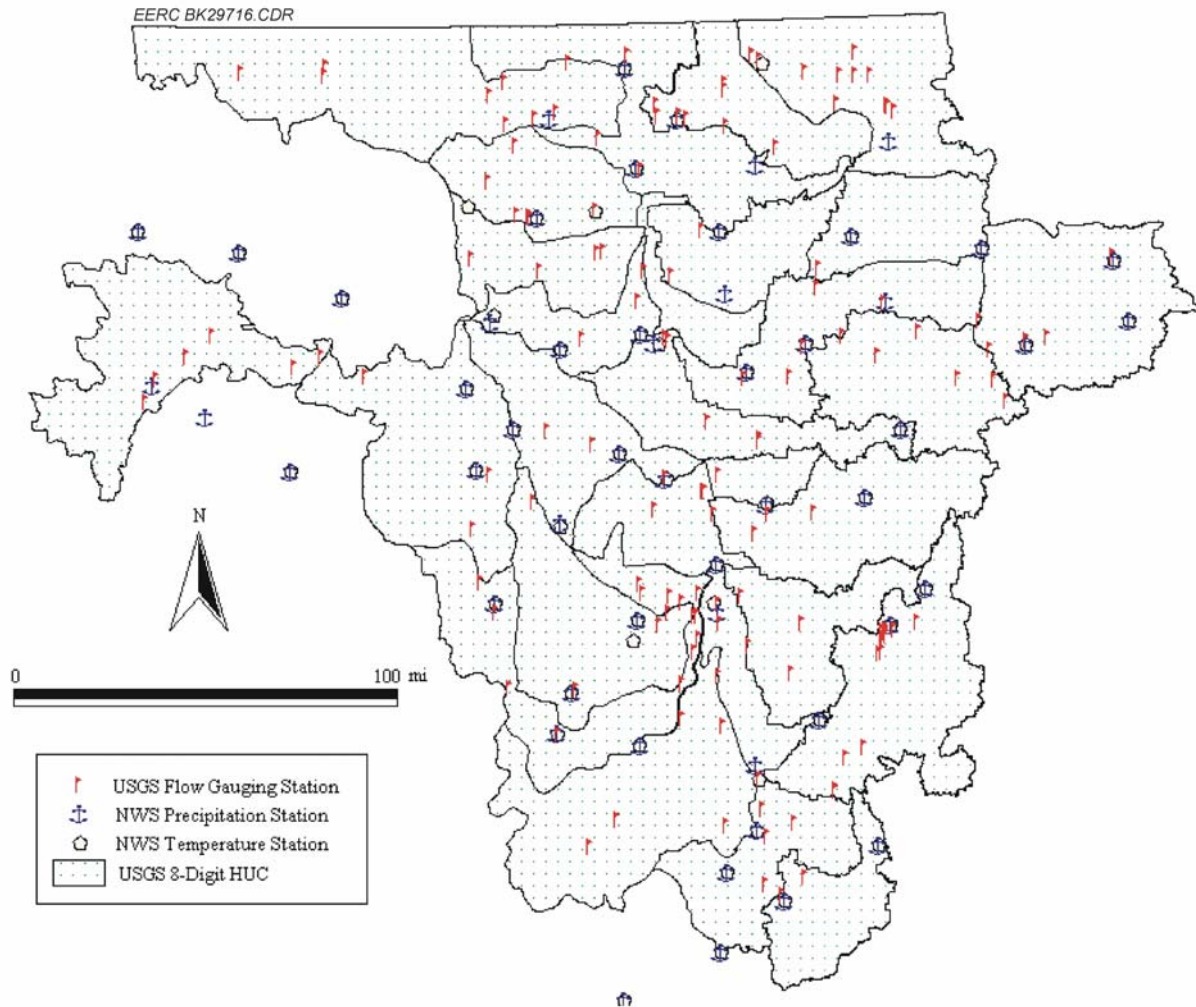 EERC BK29716.CDR
N
0 100 mi
USGS Flow Gauging Station
NWS Precipitation Station
NWS Temperature Station
USGS 8-Digit HUC